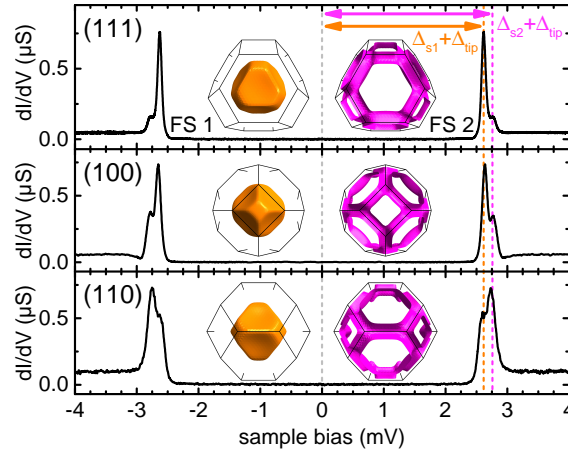 (111)
Δs1+Δtip
Δs2+Δtip
FS 1
FS 2
dI/dV (µS)
0.5
0.0
(100)
dI/dV (µS)
0.5
0.0
(110)
dI/dV (µS)
0.5
0.0
-4 -3 -2 -1 0 1 2 3 4
sample bias (mV)